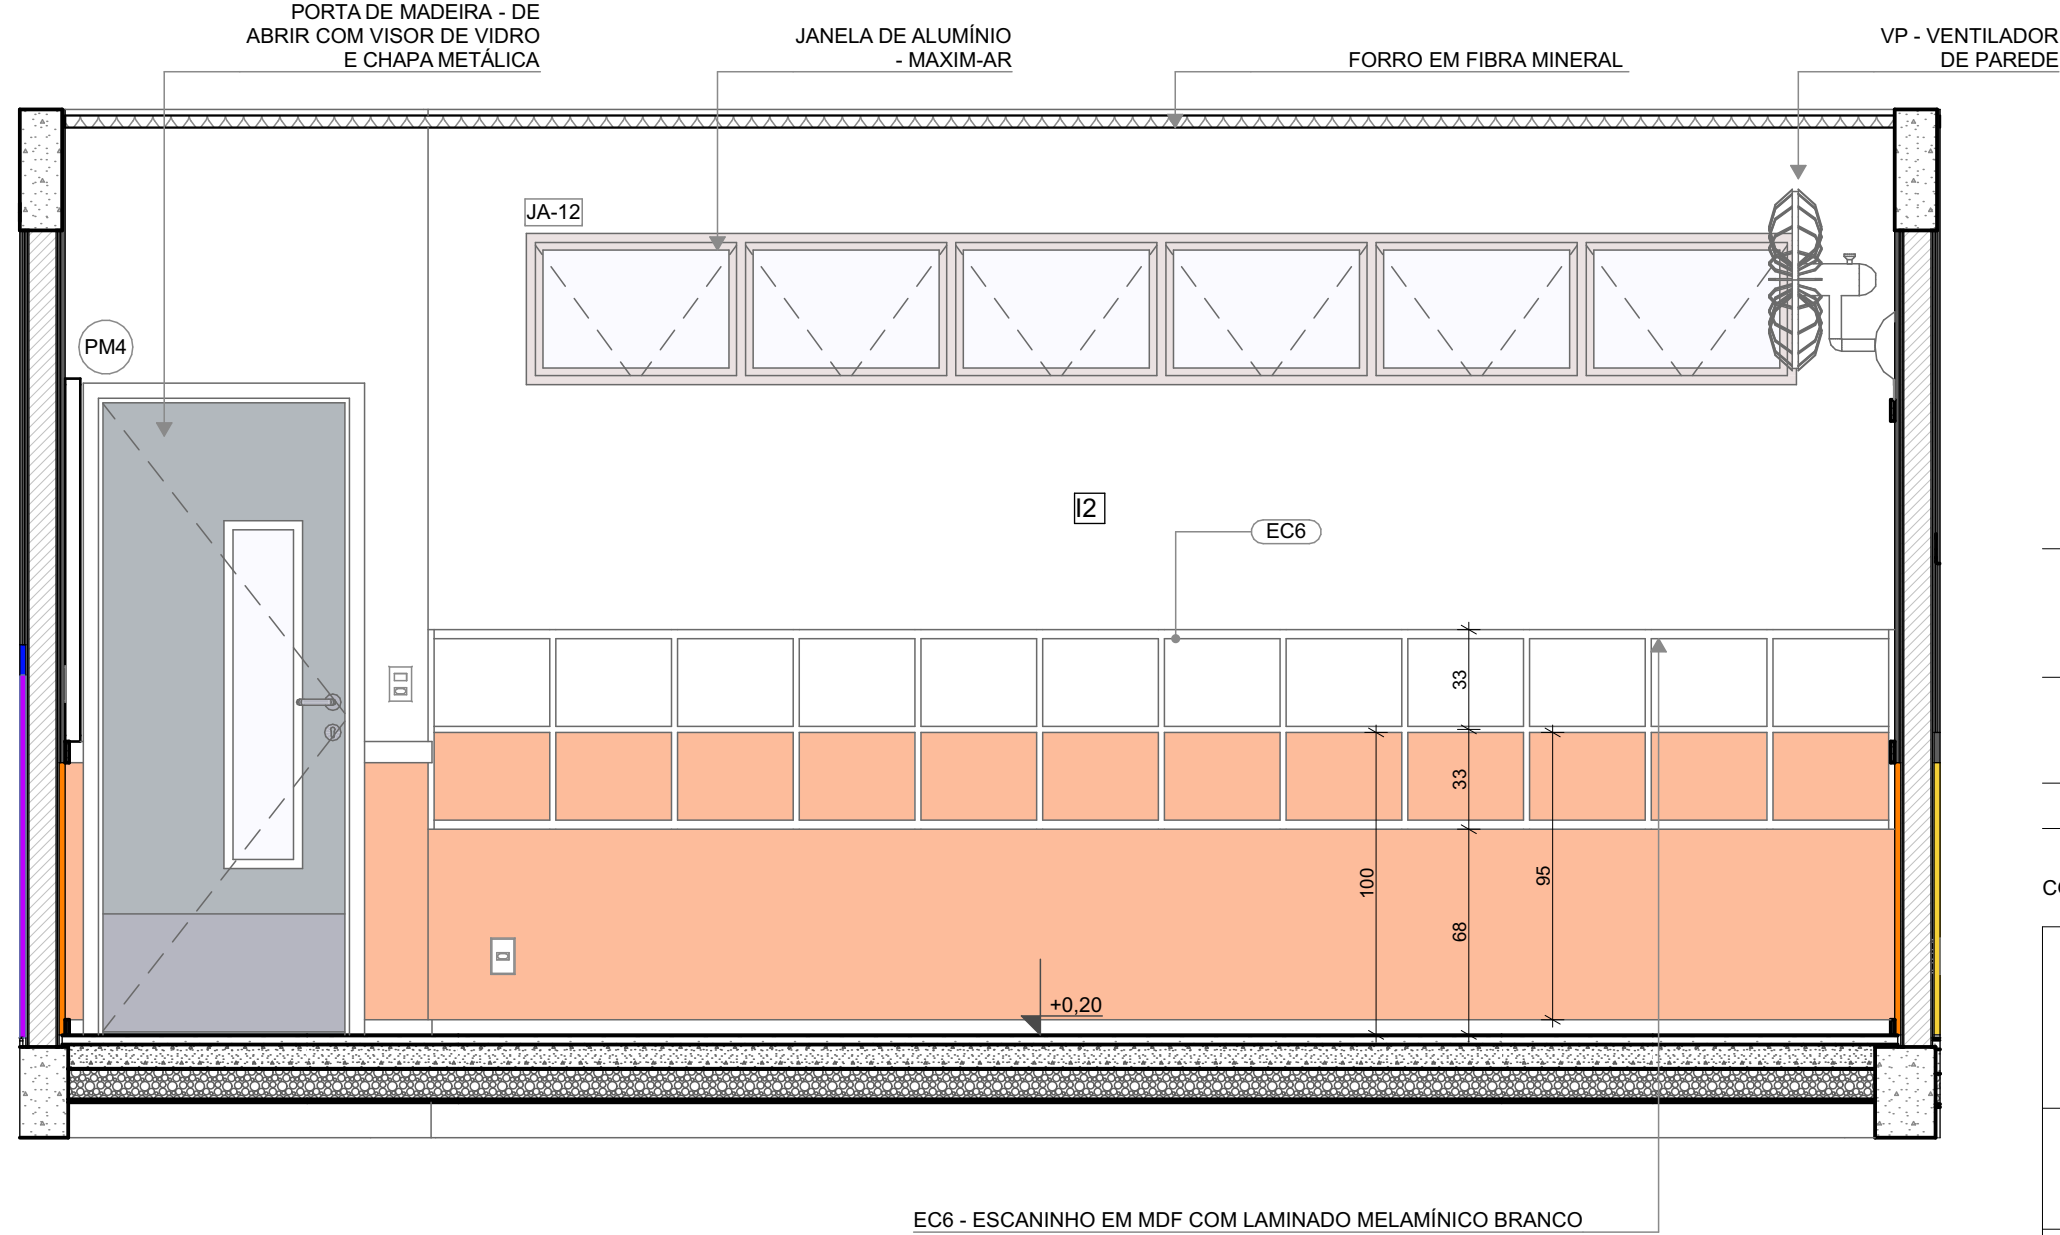 PORTA DE MADEIRA - DE
ABRIR COM VISOR DE VIDRO
E CHAPA METÁLICA
JANELA DE ALUMÍNIO
- MAXIM-AR
FORRO EM FIBRA MINERAL
VP - VENTILADOR
DE PAREDE
JA-12
PM4
I2
EC6
33
33
100
95
68
+0,20
EC6 - ESCANINHO EM MDF COM LAMINADO MELAMÍNICO BRANCO